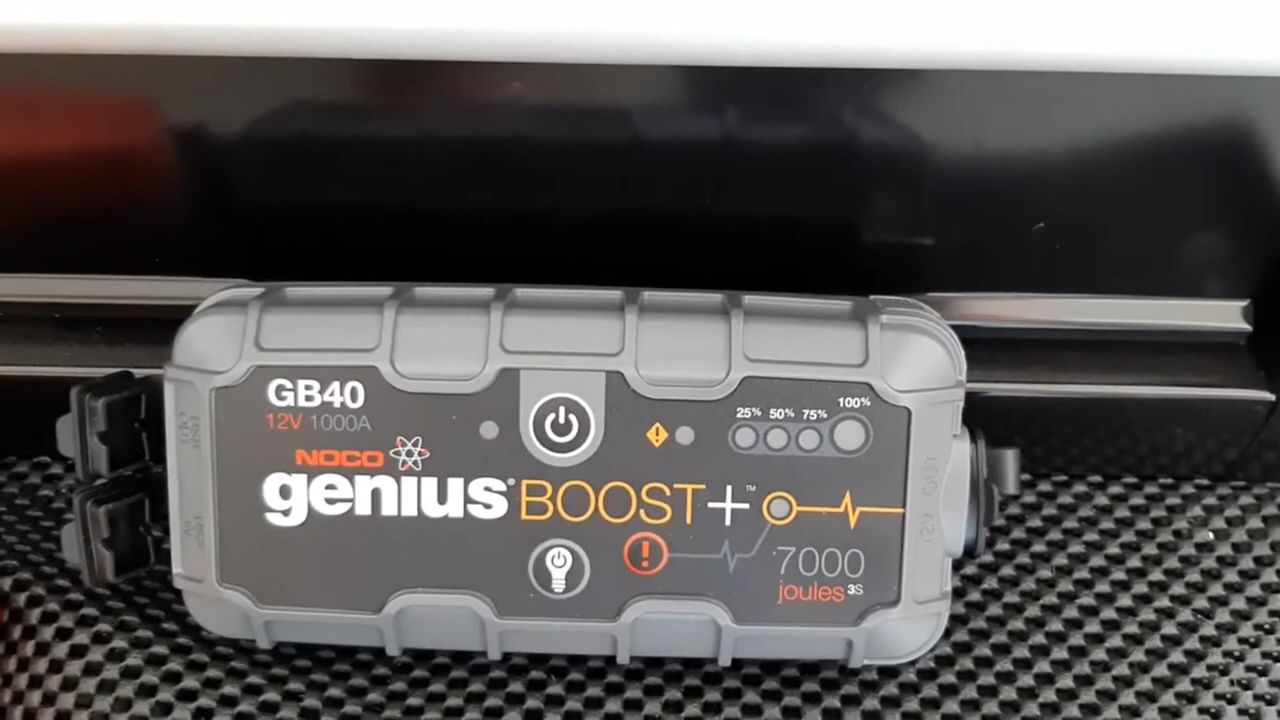 GB40
12V 1000A
25% 50% 75% 100%
NOCO
genius® BOOST+™
7000
joules 3S
12V OUT